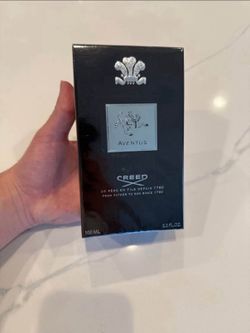 AVENTUS
CREED
DE PÈRE EN FILS DEPUIS 1760
FROM FATHER TO SON SINCE 1760
100 ML
3.3 FL.OZ